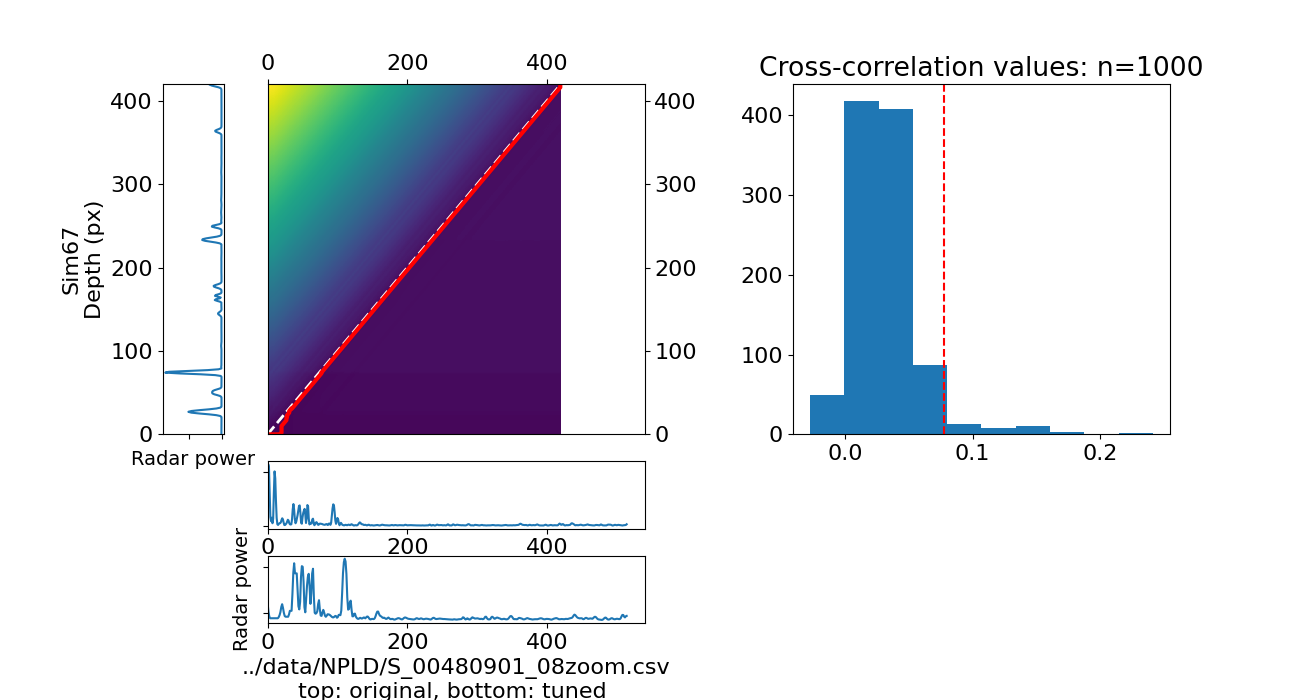 0 200 400
Cross-correlation values: n=1000
400 400 400
300 300 300
200 200 200
100 100 100
0 0 0
Sim67
Depth (px)
0.0 0.1 0.2
Radar power
0 200 400
Radar power
0 200 400
../data/NPLD/S_00480901_08zoom.csv
top: original, bottom: tuned